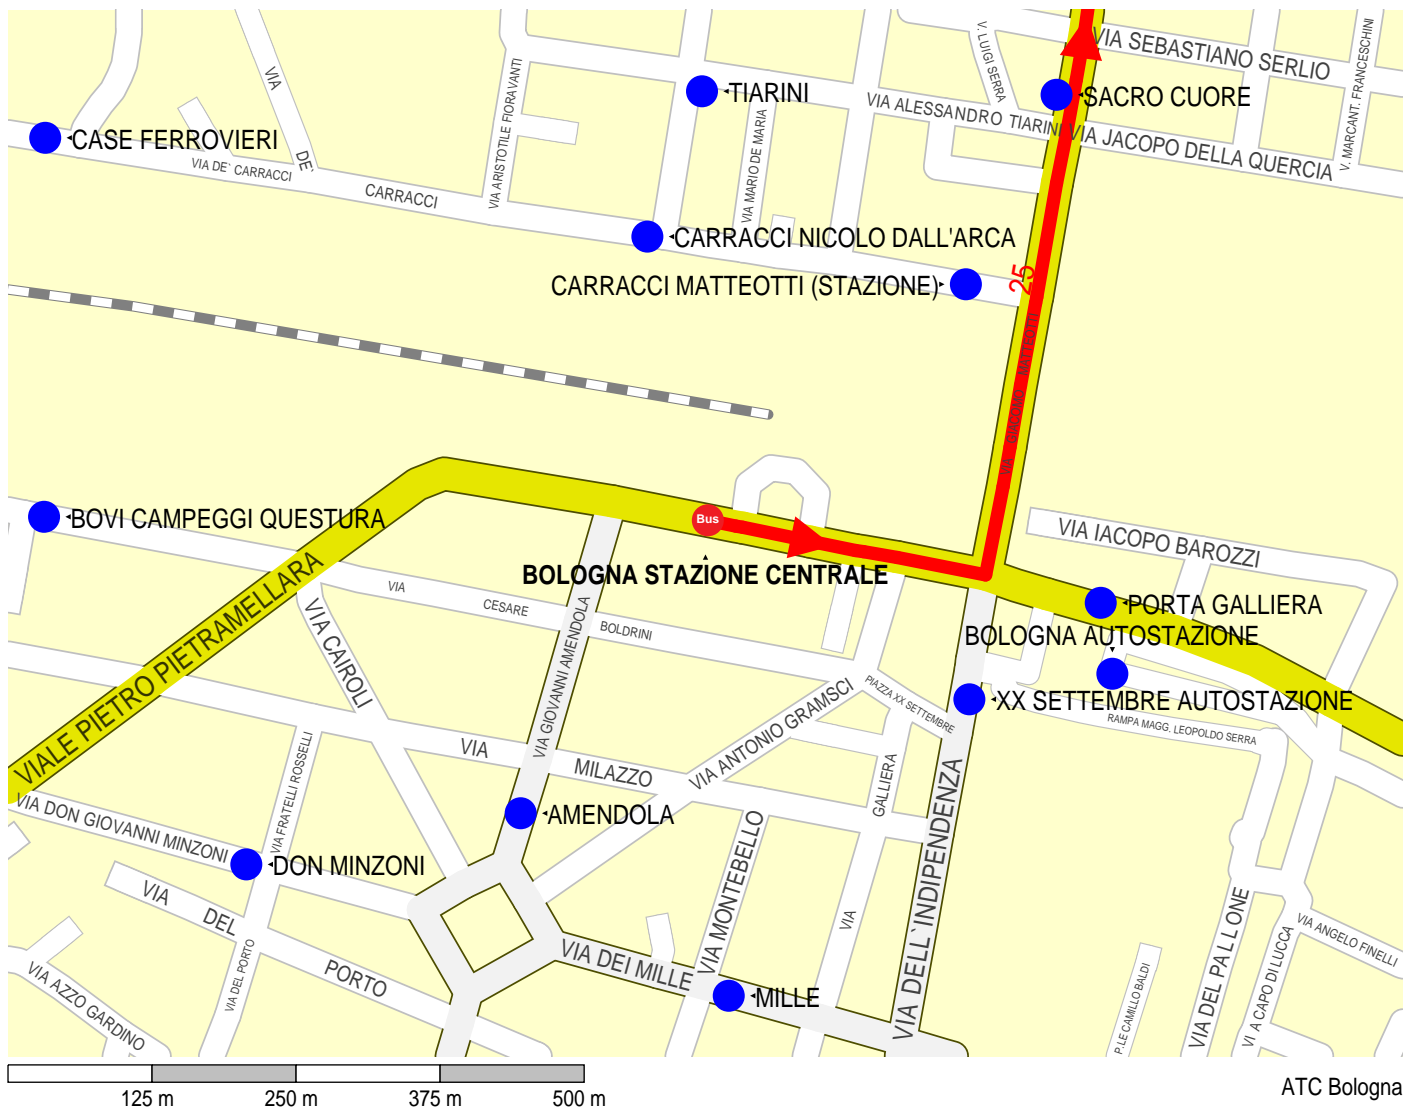 VIA SEBASTIANO SERLIO
V. LUIGI SERRA
V. MARCANT. FRANCESCHINI
TIARINI
SACRO CUORE
VIA ALESSANDRO TIARINI
VIA JACOPO DELLA QUERCIA
VIA DE'
CASE FERROVIERI
VIA DE` CARRACCI
CARRACCI
VIA ARISTOTILE FIORAVANTI
VIA MARIO DE MARIA
CARRACCI NICOLO DALL'ARCA
CARRACCI MATTEOTTI (STAZIONE)
25
VIA GIACOMO MATTEOTTI
BOVI CAMPEGGI QUESTURA
Bus
BOLOGNA STAZIONE CENTRALE
VIA IACOPO BAROZZI
PORTA GALLIERA
BOLOGNA AUTOSTAZIONE
XX SETTEMBRE AUTOSTAZIONE
RAMPA MAGG. LEOPOLDO SERRA
VIALE PIETRO PIETRAMELLARA
VIA CAIROLI
VIA CESARE BOLDRINI
VIA GIOVANNI AMENDOLA
PIAZZA XX SETTEMBRE
VIA ANTONIO GRAMSCI
VIA MILAZZO
VIA FRATELLI ROSSELLI
VIA DON GIOVANNI MINZONI
DON MINZONI
AMENDOLA
VIA GALLIERA
VIA MONTEBELLO
VIA DELL`INDIPENDENZA
VIA DEL PORTO
VIA DEL PORTO
VIA AZZO GARDINO
VIA DEI MILLE
MILLE
VIA DEL PALLONE
VI A CAPO DI LUCCA
VIA ANGELO FINELLI
P.LE CAMILLO BALDI
125 m 250 m 375 m 500 m
ATC Bologna